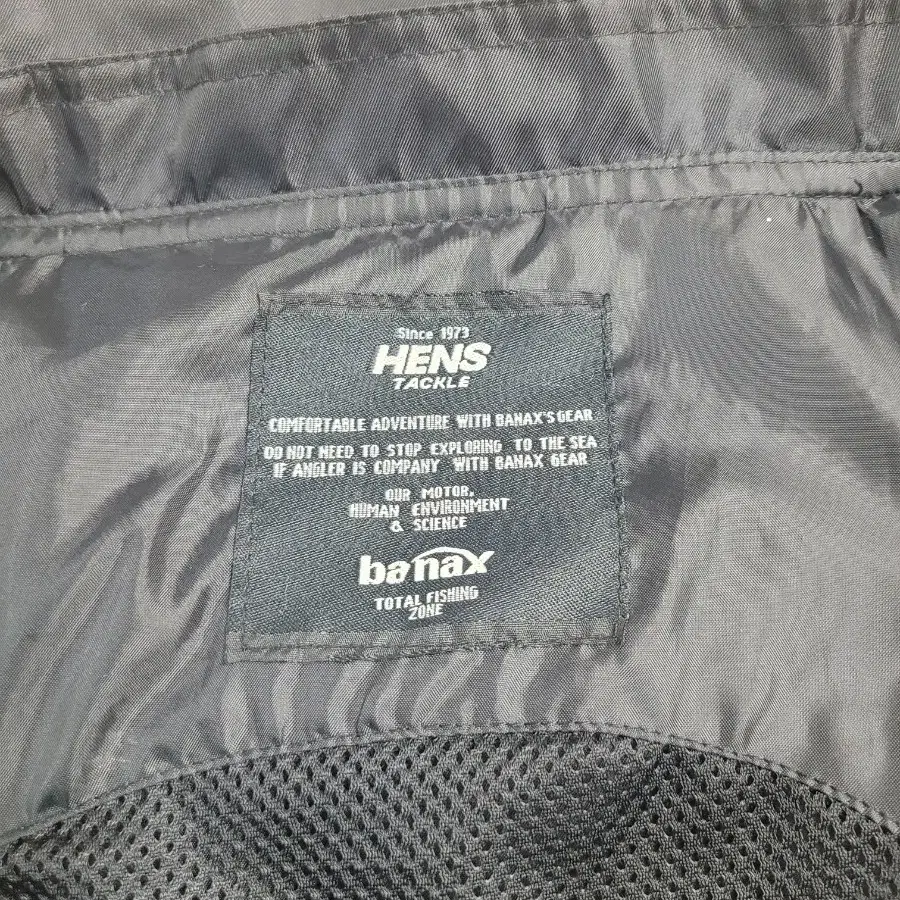 Since 1973
HENS
TACKLE
COMFORTABLE ADVENTURE WITH BANAX'S GEAR
DO NOT NEED TO STOP EXPLORING TO THE SEA
IF ANGLER IS COMPANY WITH BANAX GEAR
OUR MOTOR,
HUMAN ENVIRONMENT
& SCIENCE
banax
TOTAL FISHING
ZONE